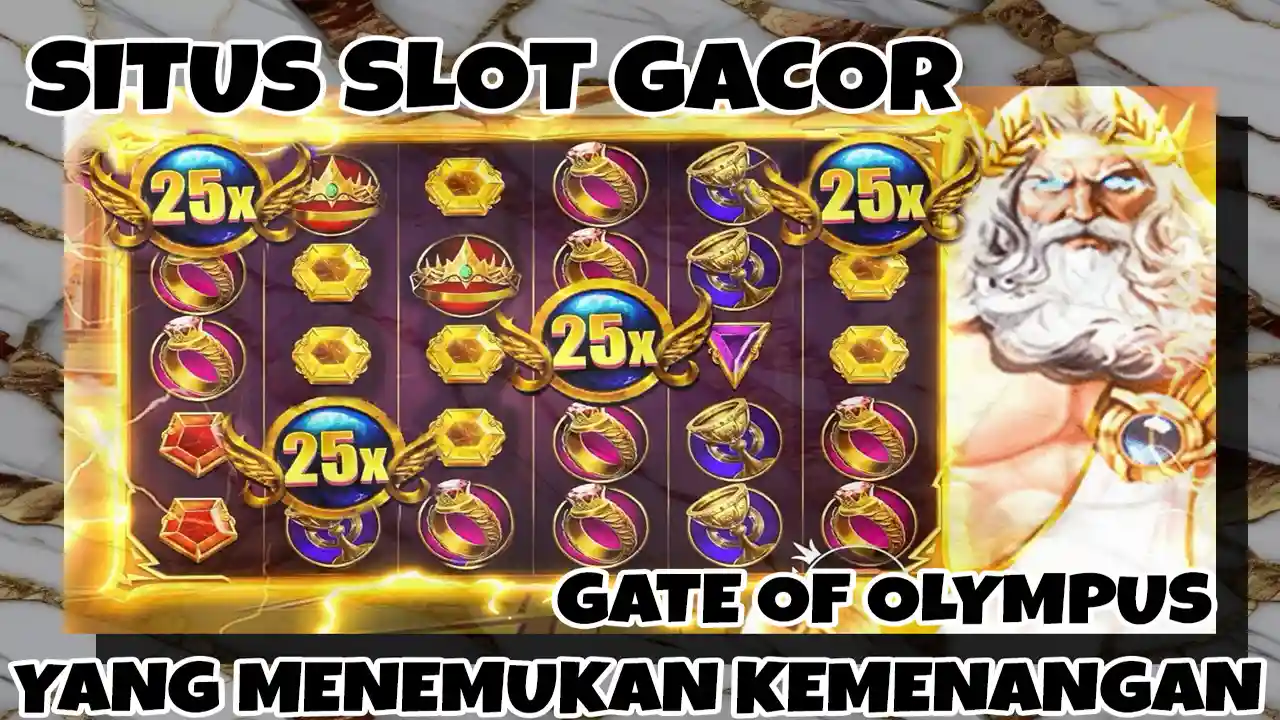 SITUS SLOT GACOR
25x
25x
25x
25x
GATE OF OLYMPUS
YANG MENEMUKAN KEMENANGAN